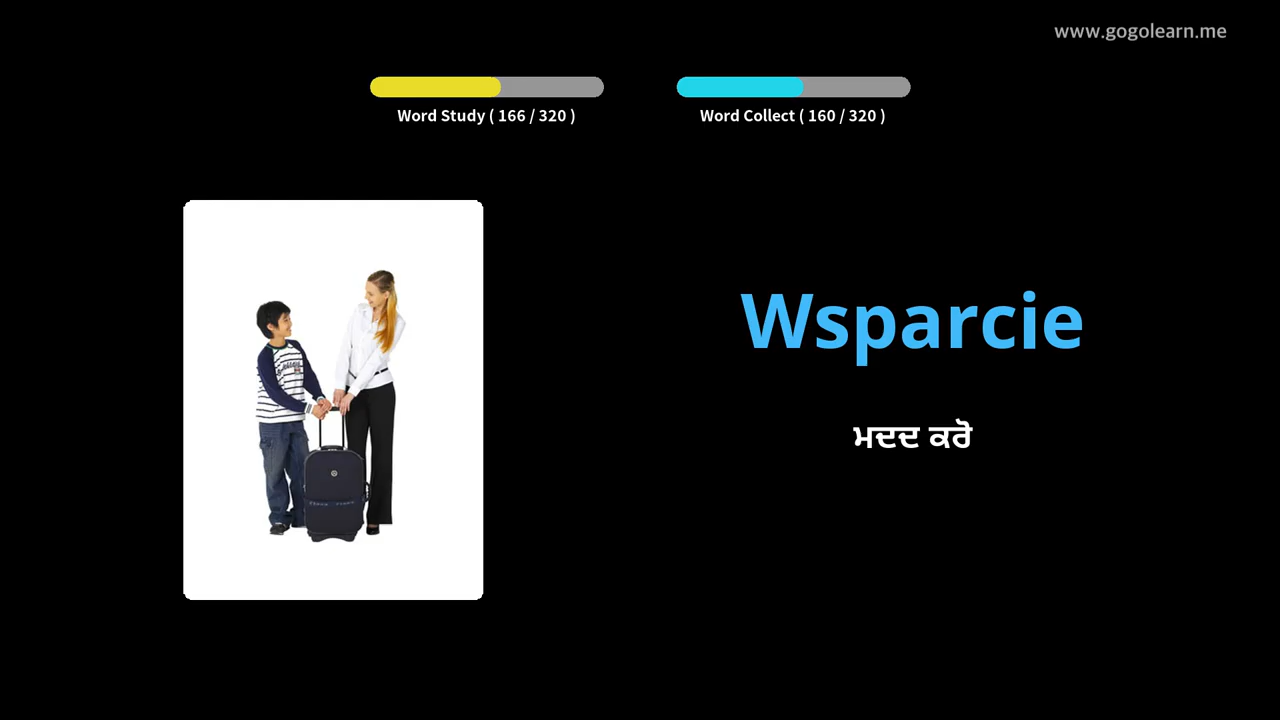 www.gogolearn.me
Word Study ( 166 / 320 )
Word Collect ( 160 / 320 )
Wsparcie
ਮਦਦ ਕਰੋ